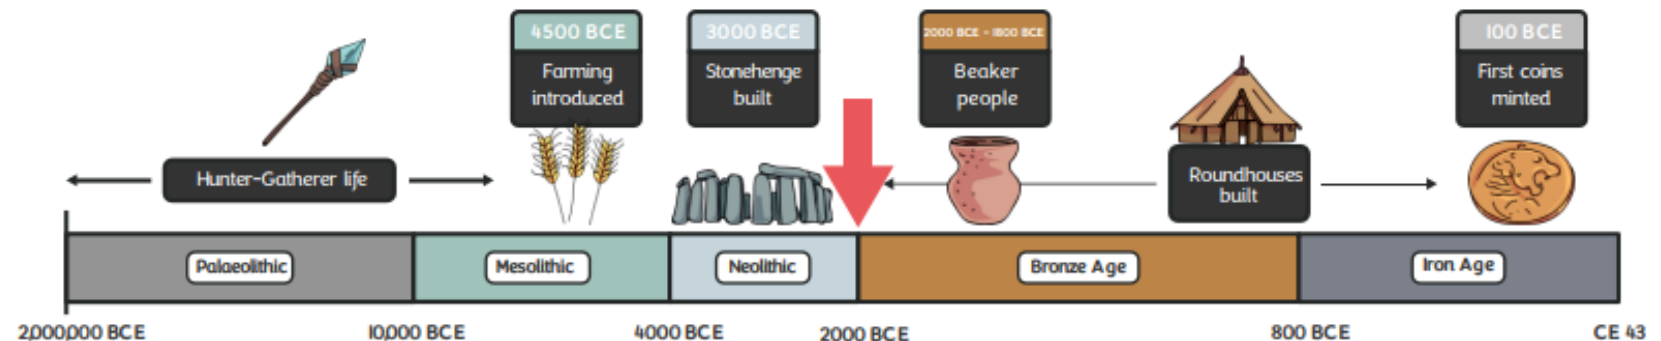 4500 BCE
Farming
introduced
3000 BCE
Stonehenge
built
2000 BCE - 1800 BCE
Beaker
people
100 BCE
First coins
minted
Hunter-Gatherer life
Roundhouses
built
Palaeolithic
Mesolithic
Neolithic
Bronze Age
Iron Age
2,000,000 BCE
10,000 BCE
4000 BCE
2000 BCE
800 BCE
CE 43